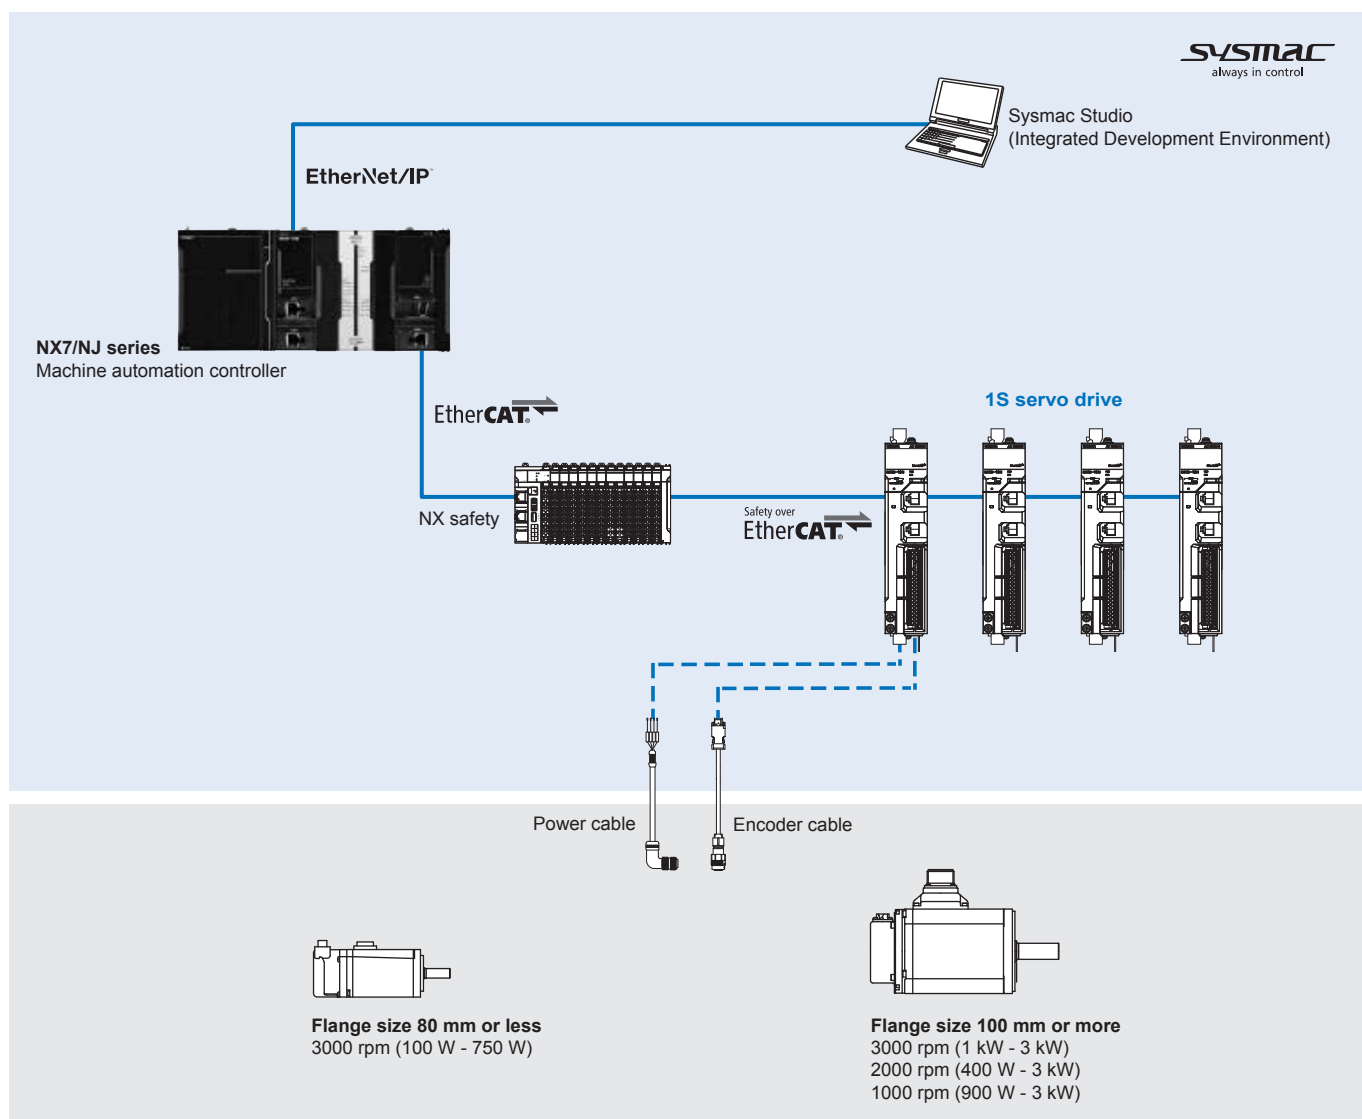 sysmac
always in control
Sysmac Studio
(Integrated Development Environment)
EtherNet/IP
NX7/NJ series
Machine automation controller
EtherCAT®
1S servo drive
NX safety
Safety over
EtherCAT®
Power cable
Encoder cable
Flange size 80 mm or less
3000 rpm (100 W - 750 W)
Flange size 100 mm or more
3000 rpm (1 kW - 3 kW)
2000 rpm (400 W - 3 kW)
1000 rpm (900 W - 3 kW)